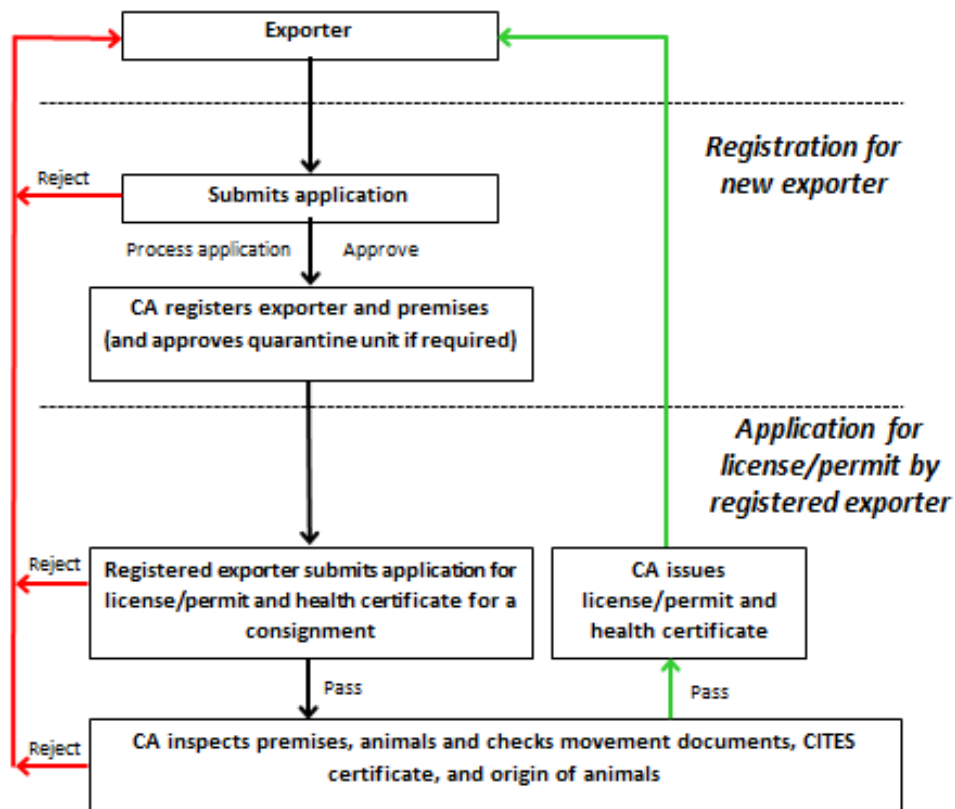 Exporter
Registration for
new exporter
Reject
Submits application
Process application
Approve
CA registers exporter and premises
(and approves quarantine unit if required)
Application for
license/permit by
registered exporter
Reject
Registered exporter submits application for
license/permit and health certificate for a
consignment
CA issues
license/permit and
health certificate
Pass
Pass
Reject
CA inspects premises, animals and checks movement documents, CITES
certificate, and origin of animals